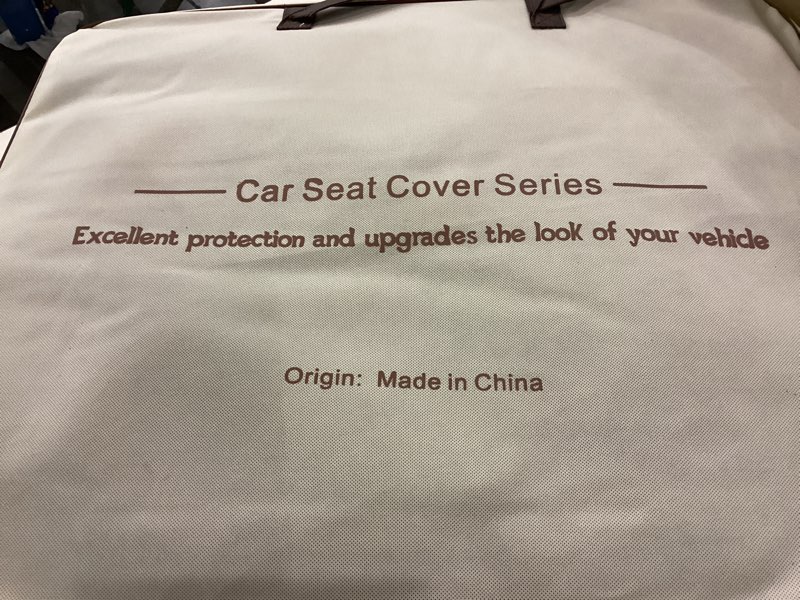 Car Seat Cover Series
Excellent protection and upgrades the look of your vehicle
Origin: Made in China